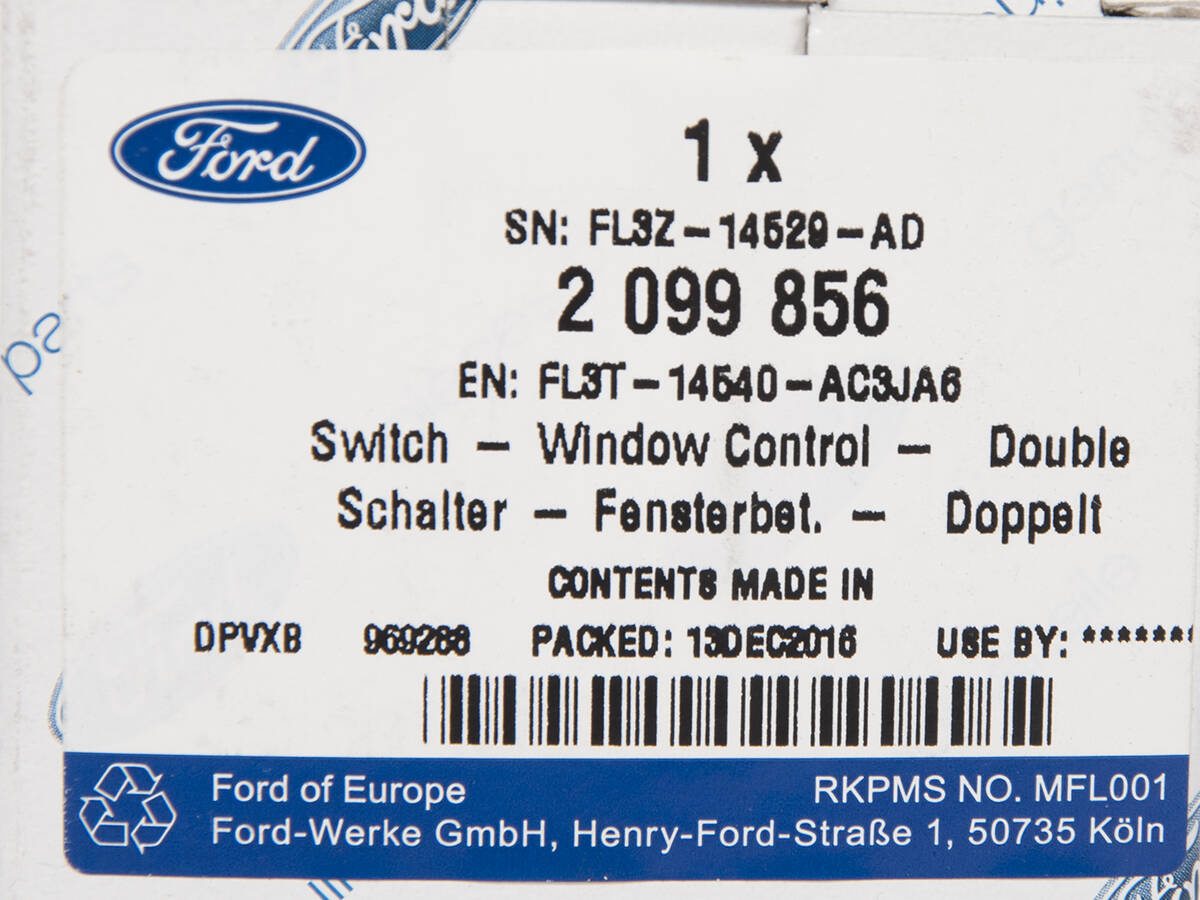 Ford
1 x
SN: FL3Z-14529-AD
2 099 856
EN: FL3T-14540-AC3JA6
Switch - Window Control - Double
Schalter - Fensterbet. - Doppelt
CONTENTS MADE IN
DPVXB 969288 PACKED: 13DEC2016 USE BY: *******
Ford of Europe RKPMS NO. MFL001
Ford-Werke GmbH, Henry-Ford-Straße 1, 50735 Köln